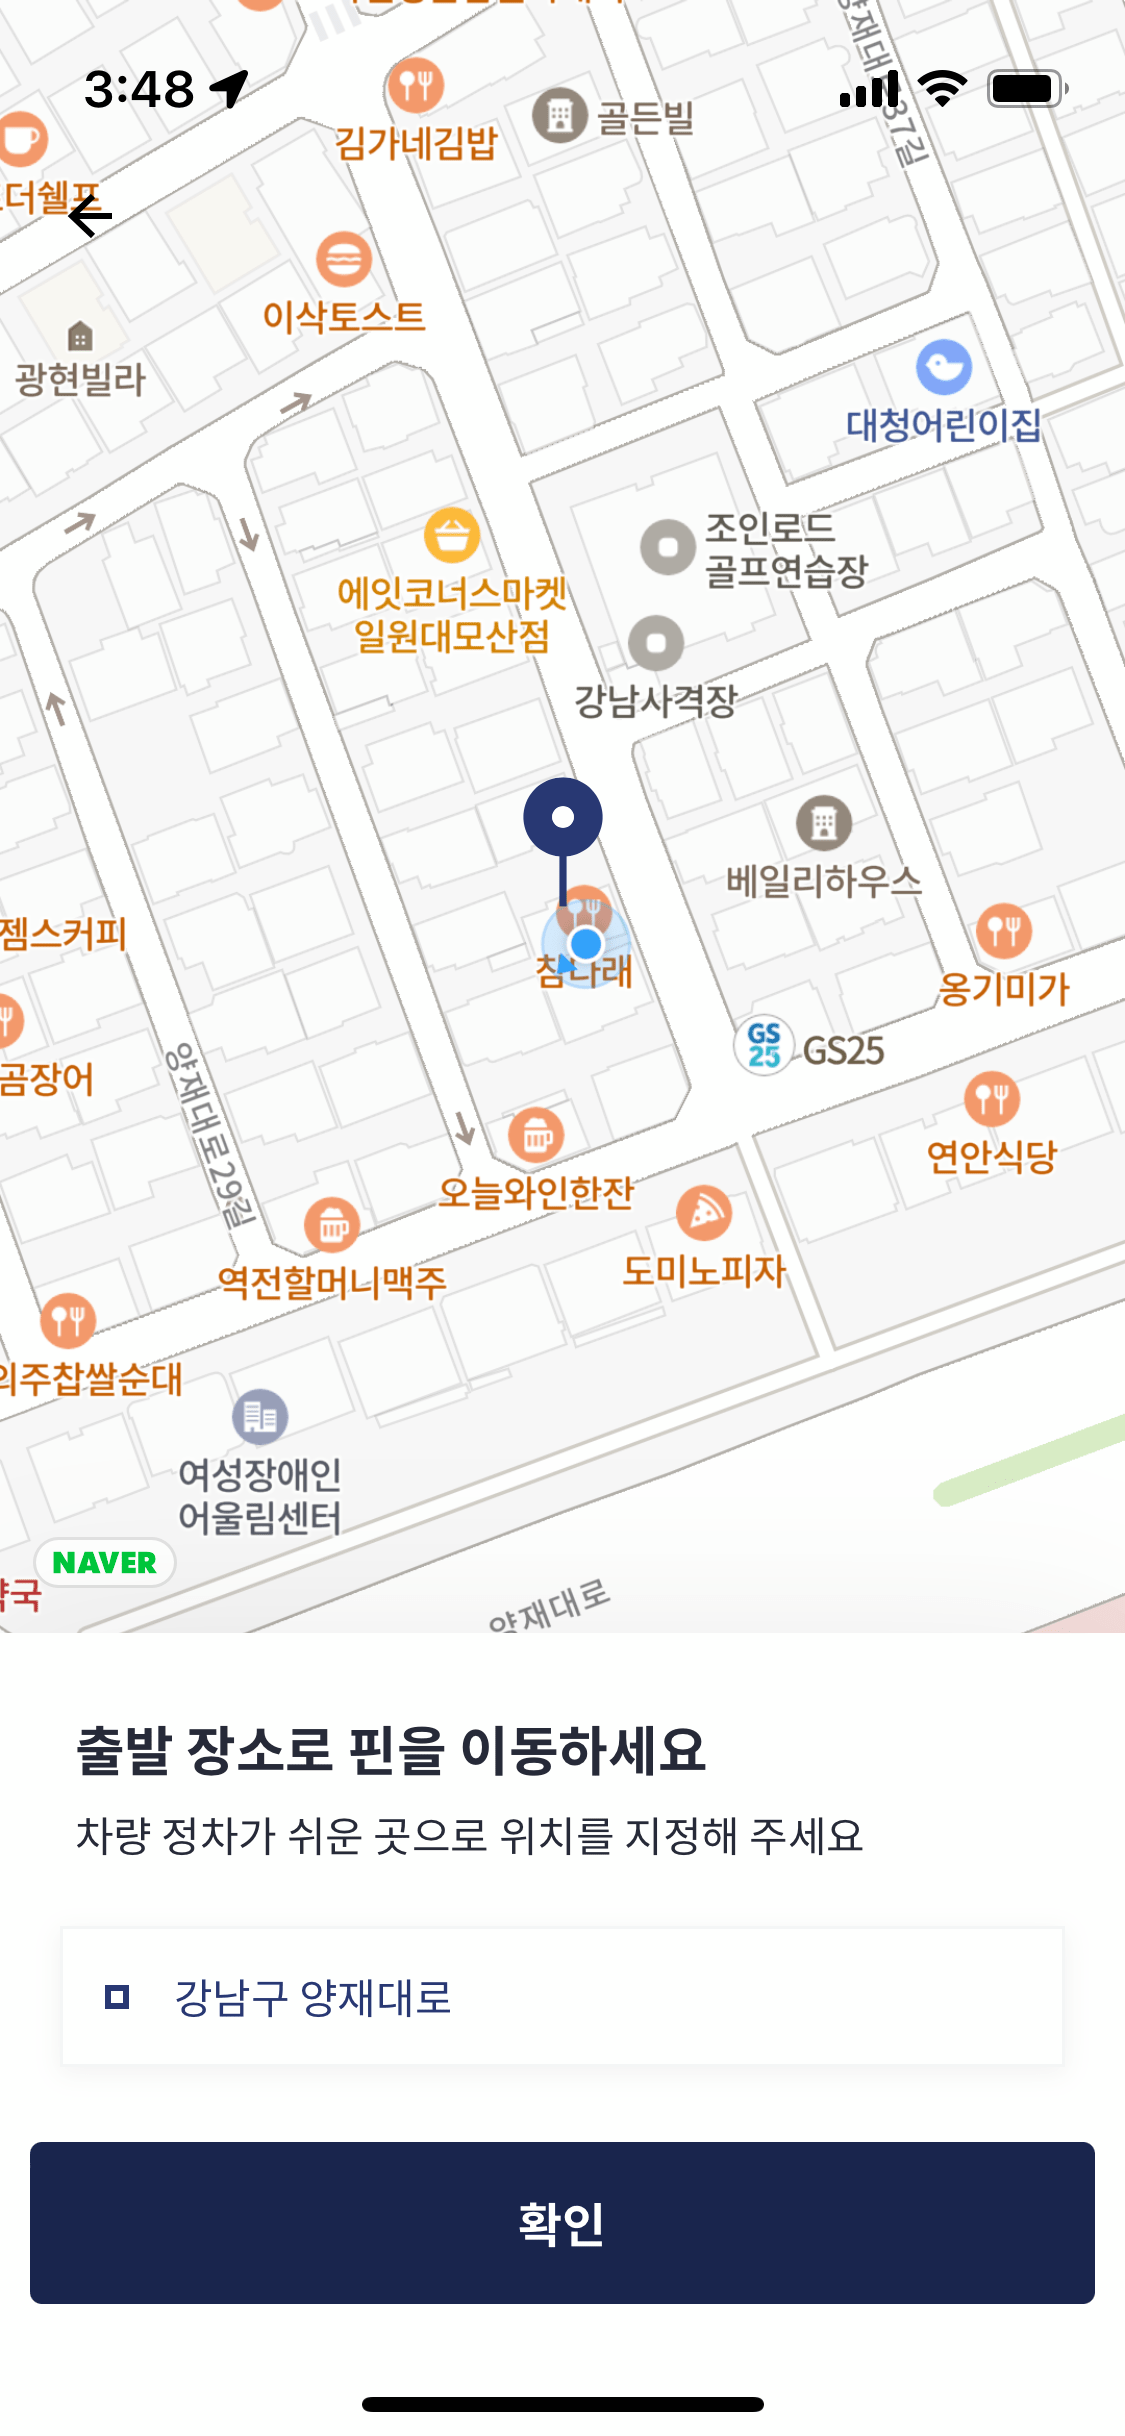 3:48
김가네김밥
골든빌
더쉘프
이삭토스트
광현빌라
대청어린이집
조인로드
골프연습장
에잇코너스마켓
일원대모산점
강남사격장
베일리하우스
젬스커피
참나래
옹기미가
GS
25
GS25
곰장어
양재대로29길
연안식당
오늘와인한잔
도미노피자
역전할머니맥주
의주찹쌀순대
여성장애인
어울림센터
NAVER
약국
양재대로
출발 장소로 핀을 이동하세요
차량 정차가 쉬운 곳으로 위치를 지정해 주세요
강남구 양재대로
확인